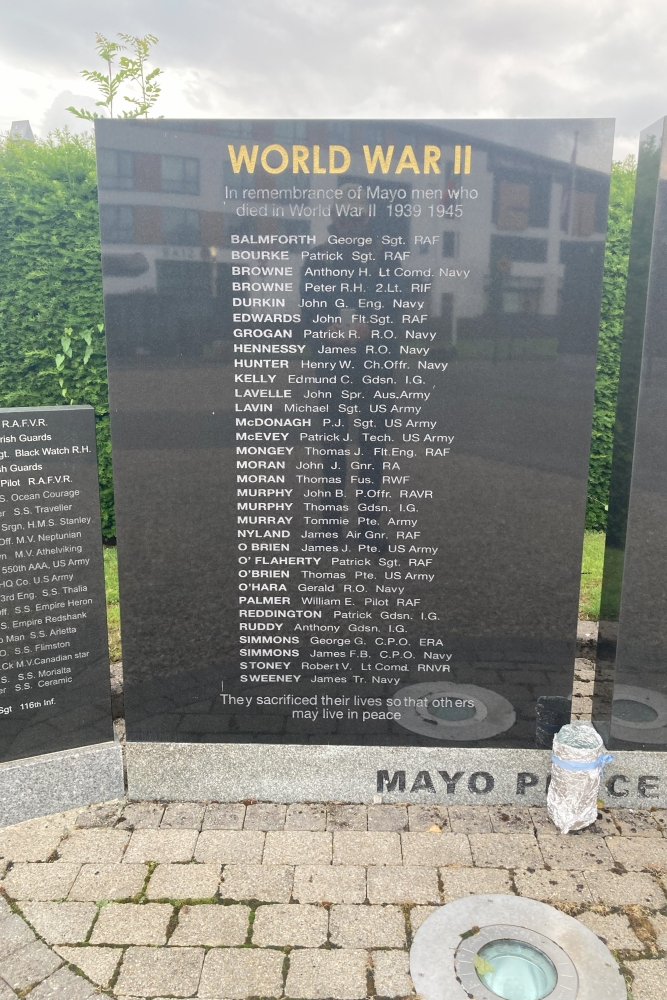 WORLD WAR II
In remembrance of Mayo men who
died in World War II 1939 1945
BALMFORTH George Sgt. RAF
BOURKE Patrick Sgt. RAF
BROWNE Anthony H. Lt Comd. Navy
BROWNE Peter R.H. 2.Lt. RIF
DURKIN John G. Eng. Navy
EDWARDS John Flt.Sgt. RAF
GROGAN Patrick R. R.O. Navy
HENNESSY James R.O. Navy
HUNTER Henry W. Ch.Offr. Navy
KELLY Edmund C. Gdsn. I.G.
LAVELLE John Spr. Aus.Army
LAVIN Michael Sgt. US Army
McDONAGH P.J. Sgt. US Army
McEVEY Patrick J. Tech. US Army
MONGEY Thomas J. Flt.Eng. RAF
MORAN John J. Gnr. RA
MORAN Thomas Fus. RWF
MURPHY John B. P.Offr. RAVR
MURPHY Thomas Gdsn. I.G.
MURRAY Tommie Pte. Army
NYLAND James Air Gnr. RAF
O BRIEN James J. Pte. US Army
O' FLAHERTY Patrick Sgt. RAF
O'BRIEN Thomas Pte. US Army
O'HARA Gerald R.O. Navy
PALMER William E. Pilot RAF
REDDINGTON Patrick Gdsn. I.G.
RUDDY Anthony Gdsn. I.G.
SIMMONS George G. C.P.O. ERA
SIMMONS James F.B. C.P.O. Navy
STONEY Robert V. Lt Comd. RNVR
SWEENEY James Tr. Navy
They sacrificed their lives so that others
may live in peace
R.A.F.V.R.
rish Guards
gt. Black Watch R.H.
sh Guards
Pilot R.A.F.V.R.
S. Ocean Courage
er S.S. Traveller
Srgn, H.M.S. Stanley
Off. M.V. Neptunian
n M.V. Athelviking
550th AAA, US Army
HQ Co. U.S Army
3rd Eng. S.S. Thalia
ff. S.S. Empire Heron
S. Empire Redshank
o Man S.S. Arletta
O. S.S. Flimston
Ck M.V.Canadian star
S. S.S. Moralta
er S.S. Ceramic
Sgt 116th Inf.
MAYO P CE